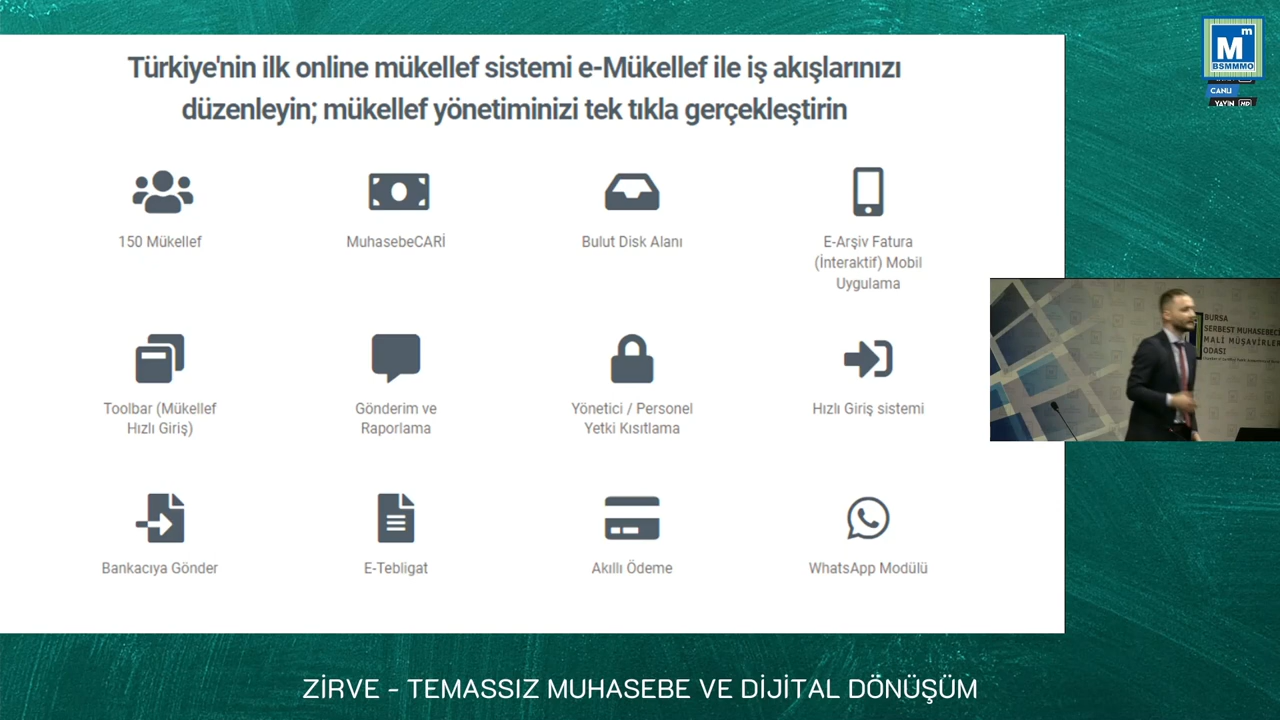 Türkiye'nin ilk online mükellef sistemi e-Mükellef ile iş akışlarınızı
düzenleyin; mükellef yönetiminizi tek tıkla gerçekleştirin
150 Mükellef
MuhasebeCARİ
Bulut Disk Alanı
E-Arşiv Fatura
(İnteraktif) Mobil
Uygulama
Toolbar (Mükellef
Hızlı Giriş)
Gönderim ve
Raporlama
Yönetici / Personel
Yetki Kısıtlama
Hızlı Giriş sistemi
Bankacıya Gönder
E-Tebligat
Akıllı Ödeme
WhatsApp Modülü
M m
BSMMMO
CANLI
YAYIN HD
BURSA
SERBEST MUHASEBECİ
MALİ MÜŞAVİRLER
ODASI
ZİRVE - TEMASSIZ MUHASEBE VE DİJİTAL DÖNÜŞÜM